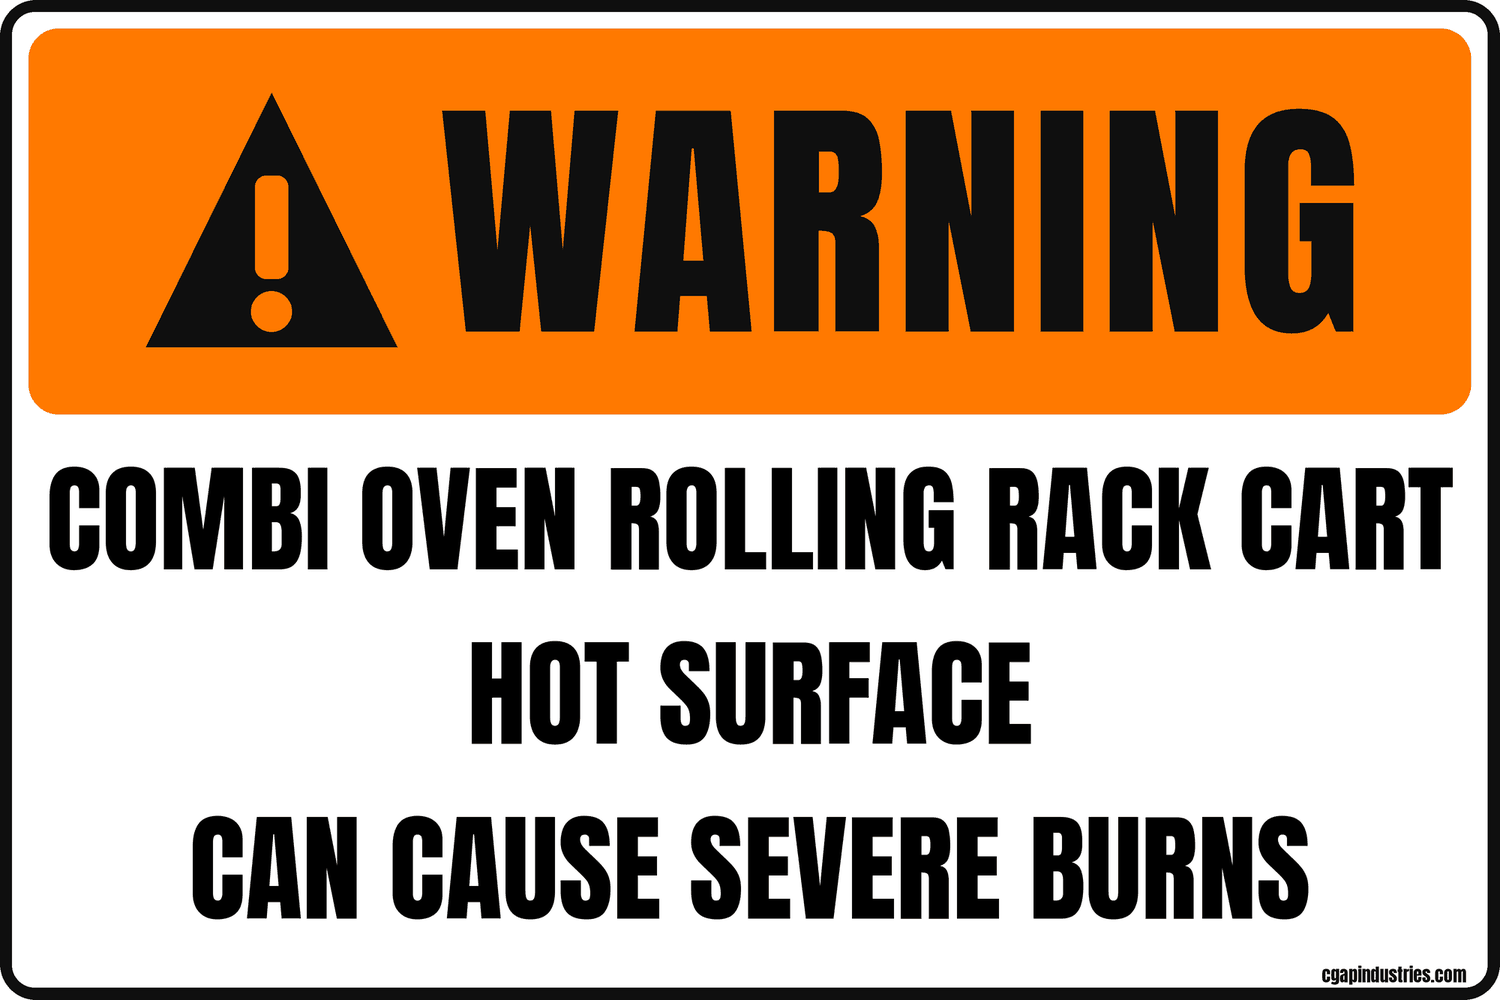 WARNING
COMBI OVEN ROLLING RACK CART
HOT SURFACE
CAN CAUSE SEVERE BURNS
cgapindustries.com